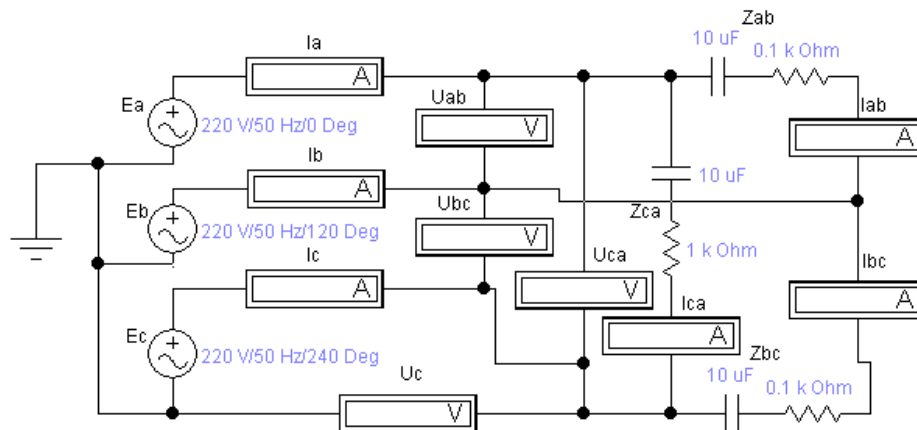 Zab
Ia
10 uF
0.1 k Ohm
A
Uab
Ea
Iab
220 V/50 Hz/0 Deg
V
A
Ib
A
Ubc
10 uF
Eb
Zca
220 V/50 Hz/120 Deg
V
1 k Ohm
Ic
Uca
Ibc
A
V
Ica
A
Ec
A
220 V/50 Hz/240 Deg
Zbc
Uc
10 uF
0.1 k Ohm
V